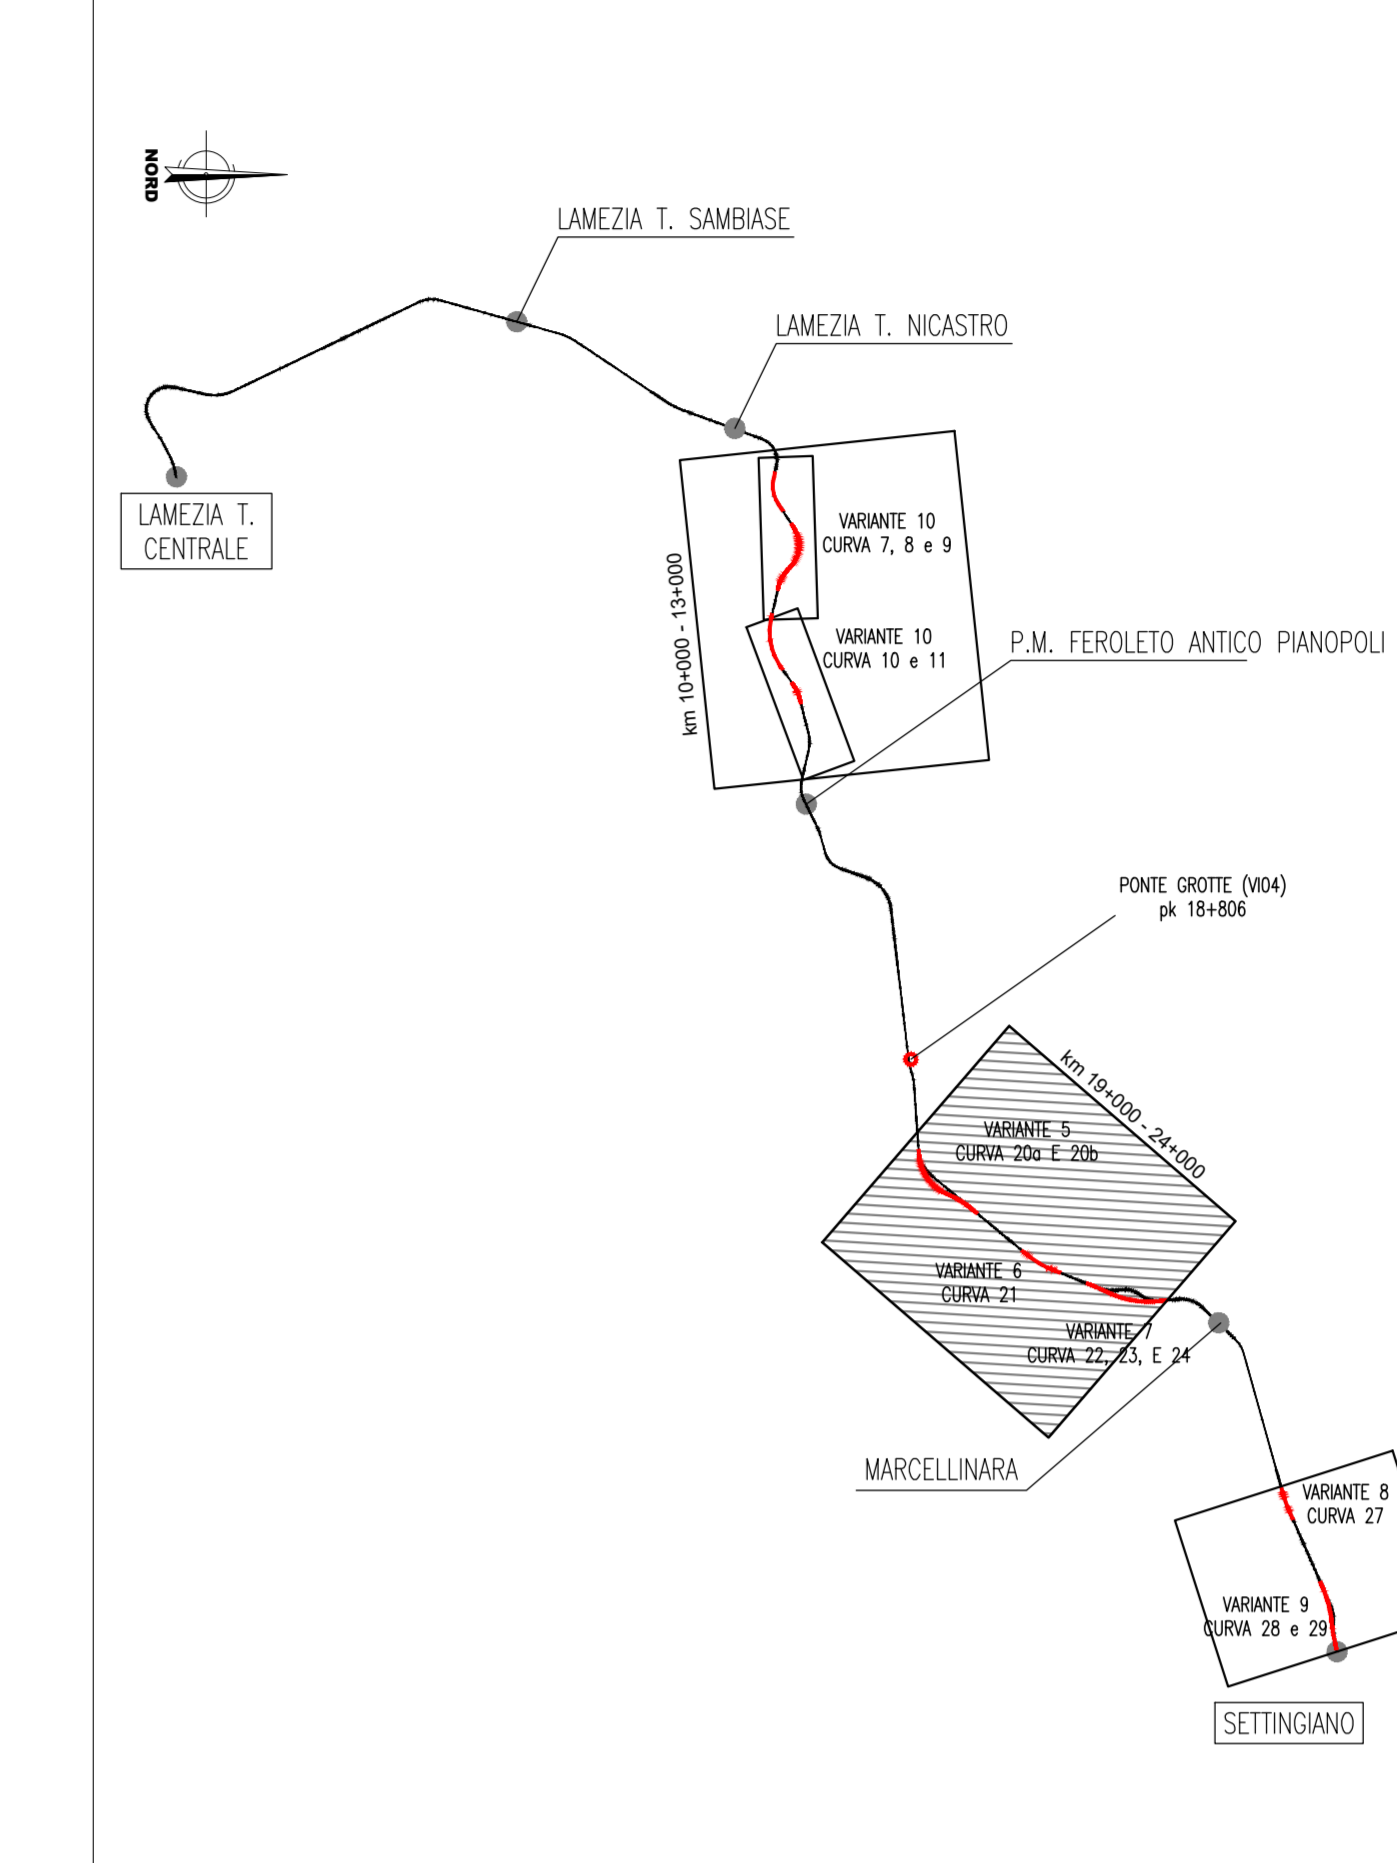 NORD
LAMEZIA T. SAMBIASE
LAMEZIA T. NICASTRO
LAMEZIA T.
CENTRALE
VARIANTE 10
CURVA 7, 8 e 9
km 10+000 - 13+000
VARIANTE 10
CURVA 10 e 11
P.M. FEROLETO ANTICO PIANOPOLI
PONTE GROTTE (VI04)
pk 18+806
km 19+000 - 24+000
VARIANTE 5
CURVA 20a E 20b
VARIANTE 6
CURVA 21
VARIANTE 7
CURVA 22, 23, E 24
MARCELLINARA
VARIANTE 8
CURVA 27
VARIANTE 9
CURVA 28 e 29
SETTINGIANO